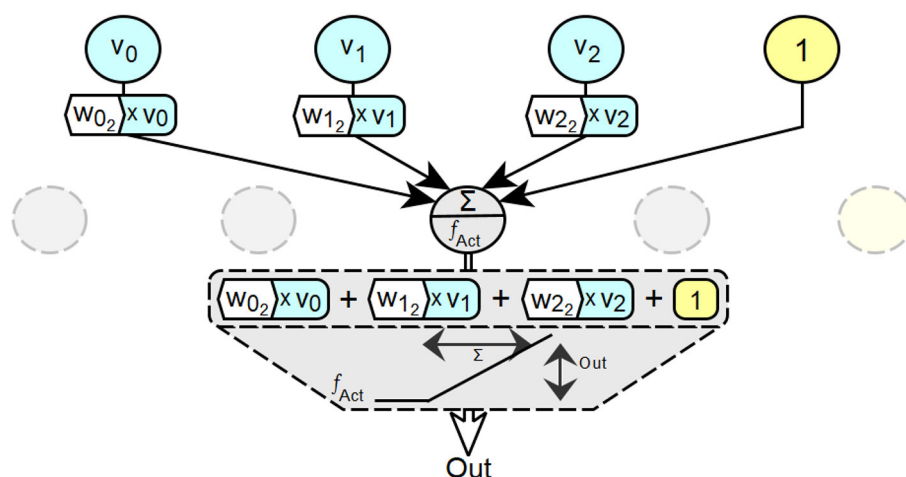 v0 v1 v2 1
w02 x v0 w12 x v1 w22 x v2
Σ
fAct
w02 x v0 + w12 x v1 + w22 x v2 + 1
Σ
Out
fAct
Out